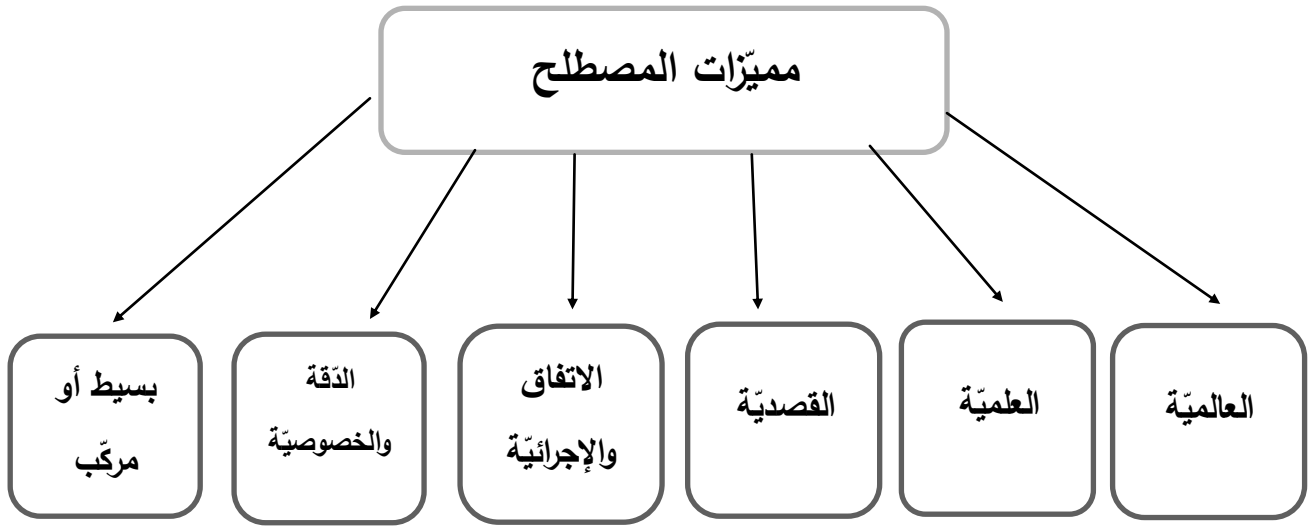 مميّزات المصطلح
العالميّة
العلميّة
القصديّة
الاتفاق
والإجرائيّة
الدّقة
والخصوصيّة
بسيط أو
مركّب